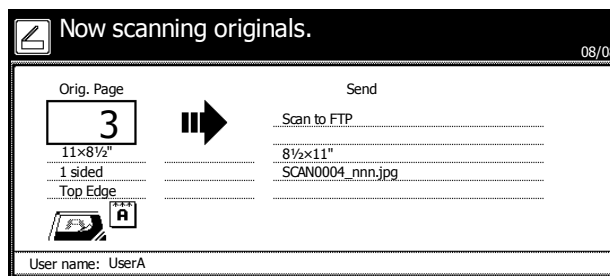 Now scanning originals.
08/08
Orig. Page
Send
3
Scan to FTP
11×8½"
8½×11"
1 sided
SCAN0004_nnn.jpg
Top Edge
A
User name: UserA